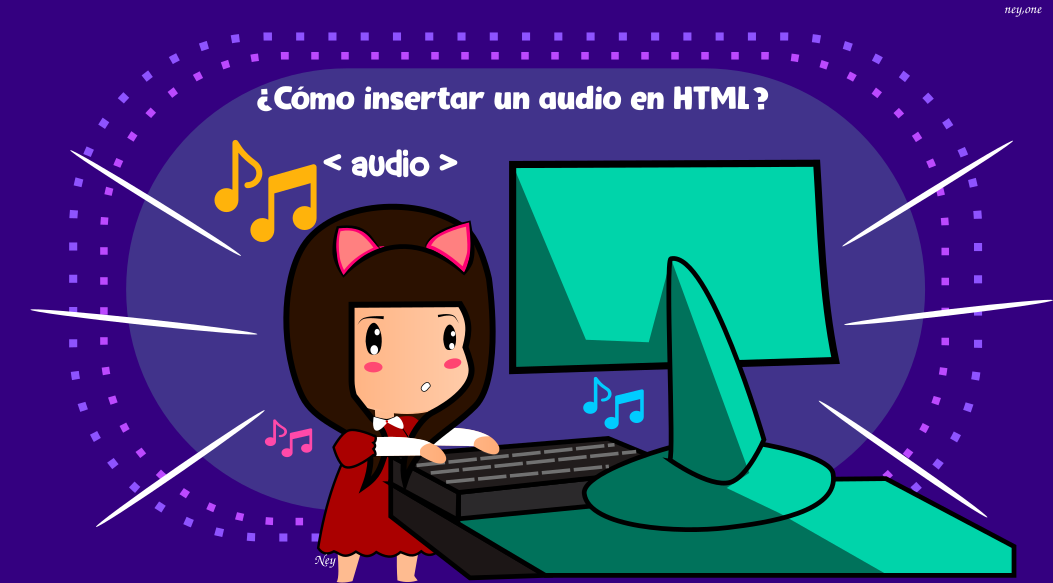 ney,one
¿Cómo insertar un audio en HTML?
< audio >
Ney